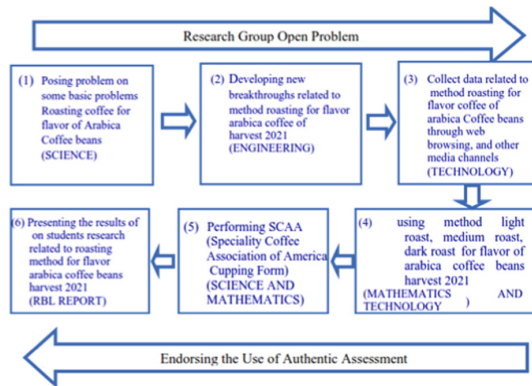 Research Group Open Problem
(1) Posing problem on
some basic problems
Roasting coffee for
flavor of Arabica
Coffee beans
(SCIENCE)
(2) Developing new
breakthroughs related to
method roasting for flavor
arabica coffee of
harvest 2021
(ENGINEERING)
(3) Collect data related to
method roasting for
flavor coffee of
arabica Coffee beans
through web
browsing, and other
media channels
(TECHNOLOGY)
(4) using method light
roast, medium roast,
dark roast for flavor of
arabica coffee beans
harvest 2021
(MATHEMATICS AND
TECHNOLOGY )
(5) Performing SCAA
(Speciality Coffee
Association of America
Cupping Form)
(SCIENCE AND
MATHEMATICS)
(6) Presenting the results of
on students research
related to roasting
method for flavor
arabica coffee beans
harvest 2021
(RBL REPORT)
Endorsing the Use of Authentic Assessment